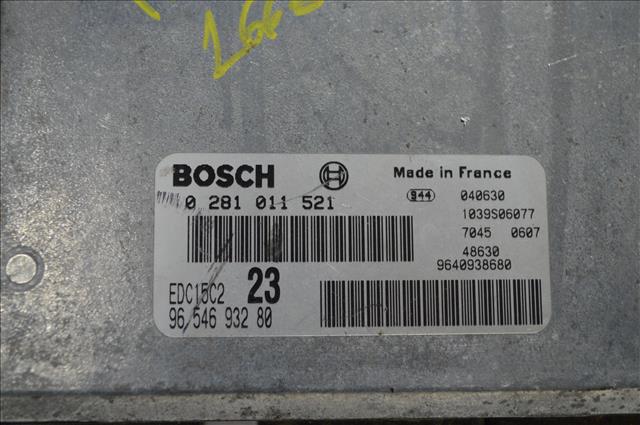 BOSCH
0 281 011 521
EDC15C2 23
96 546 932 80
Made in France
944 040630
1039S06077
7045 0607
48630
9640938680